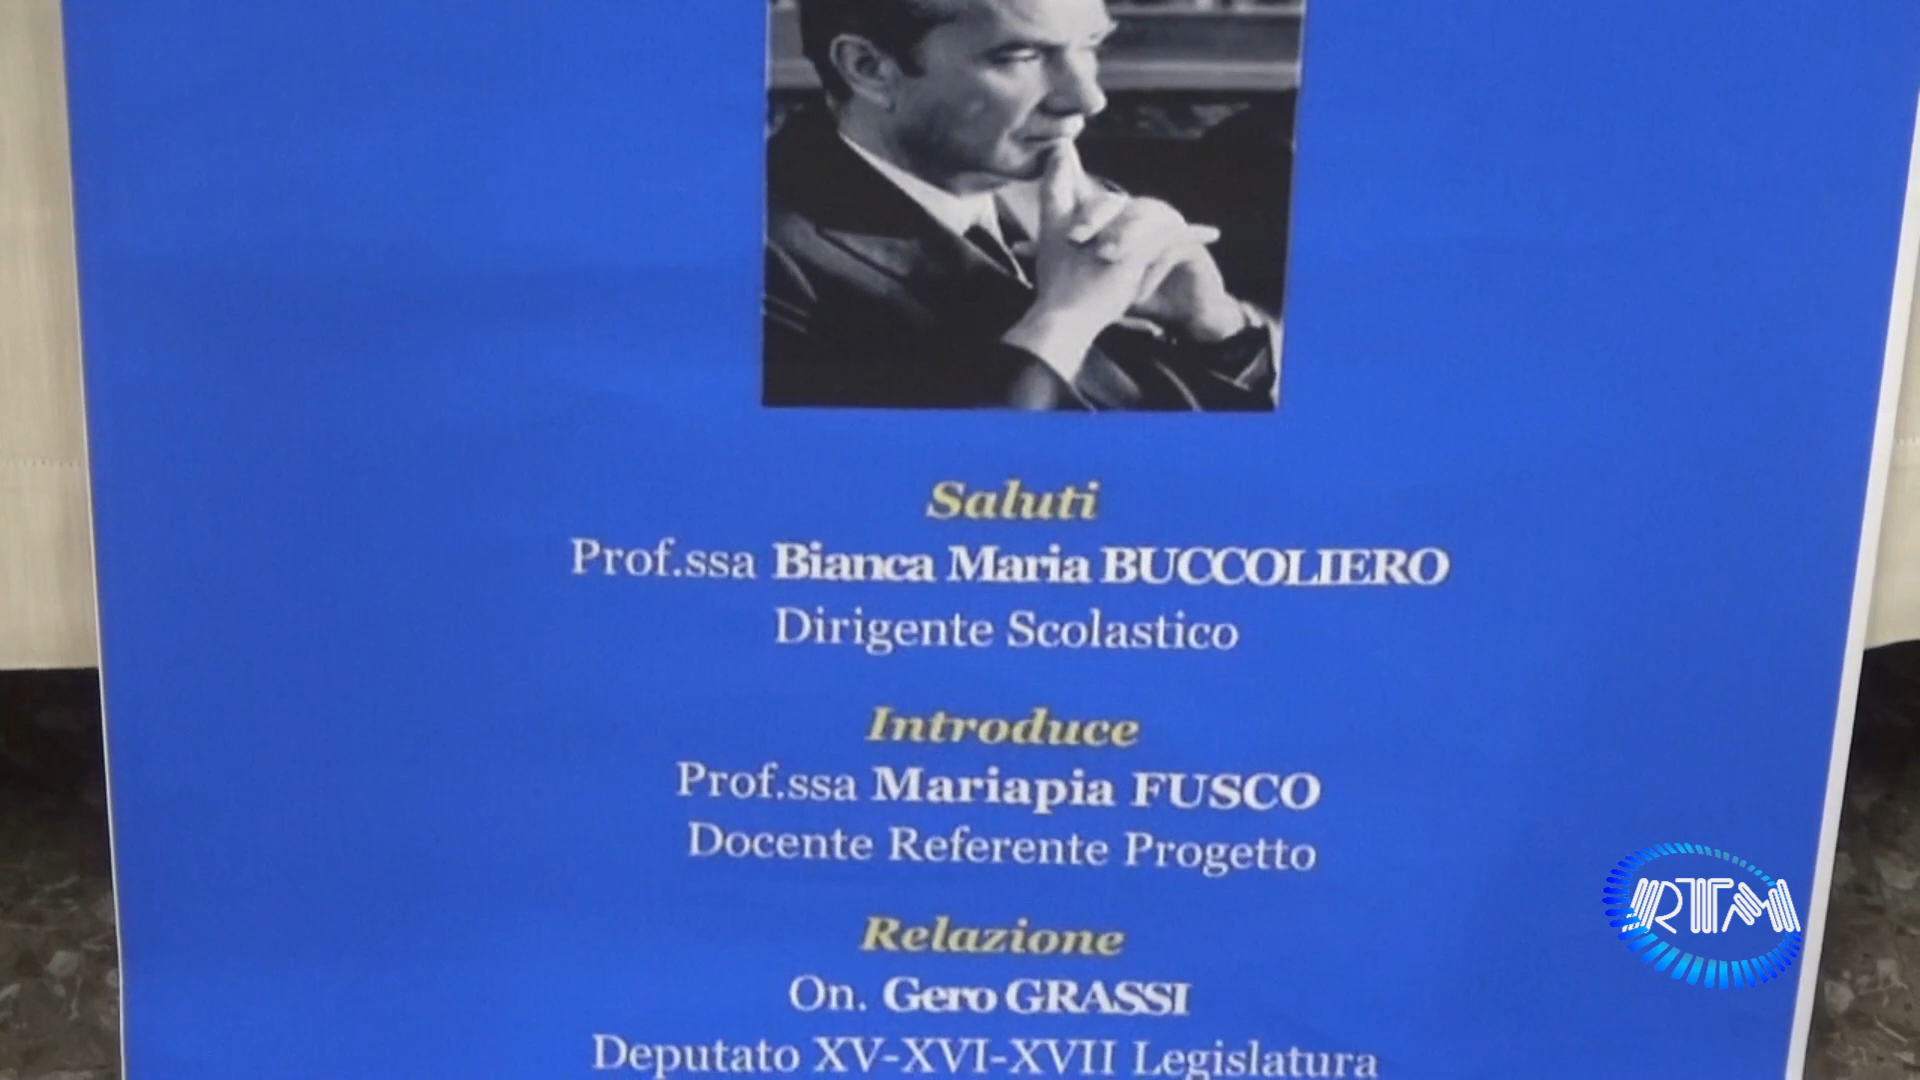 Saluti
Prof.ssa Bianca Maria BUCCOLIERO
Dirigente Scolastico
Introduce
Prof.ssa Mariapia FUSCO
Docente Referente Progetto
Relazione
On. Gero GRASSI
Deputato XV-XVI-XVII Legislatura
RTM